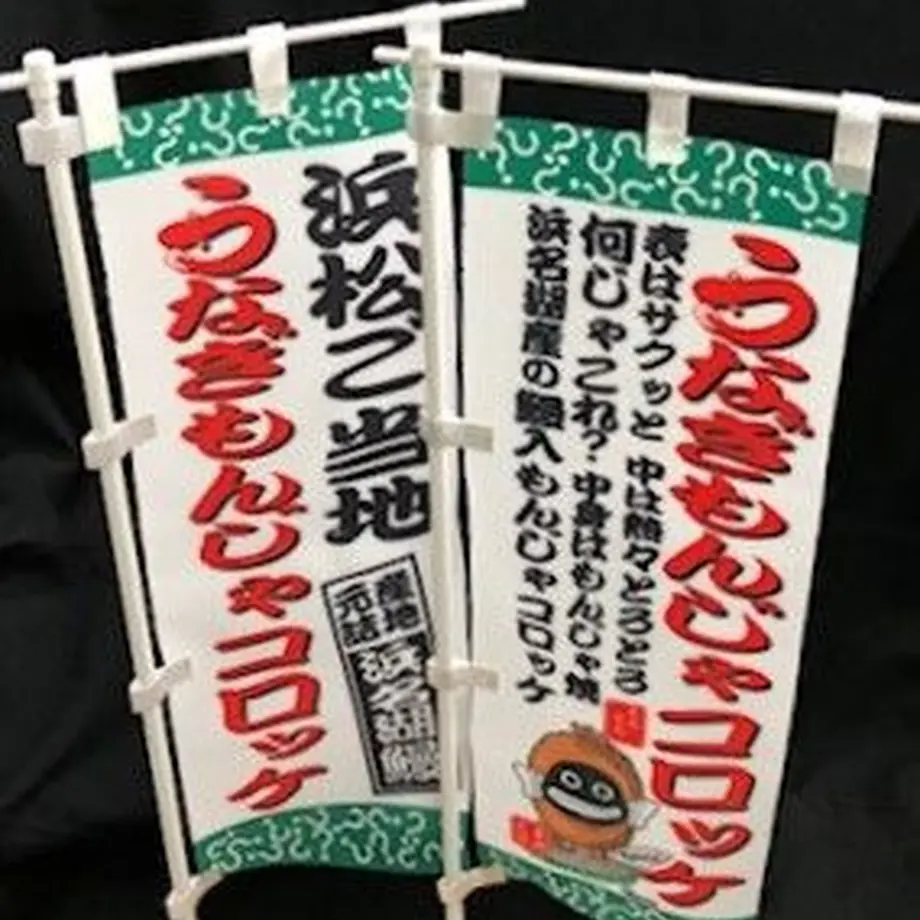 浜松ご当地
うなぎもんじゃコロッケ
産地
元詰
浜名湖鰻
うなぎもんじゃコロッケ
表はサクッと 中は熱々とろとろ
何じゃこれ?中身はもんじゃ焼
浜名湖産の鰻入もんじゃコロッケ